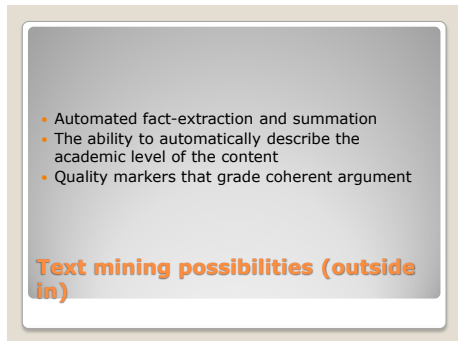 • Automated fact-extraction and summation
• The ability to automatically describe the
academic level of the content
• Quality markers that grade coherent argument
Text mining possibilities (outside
in)